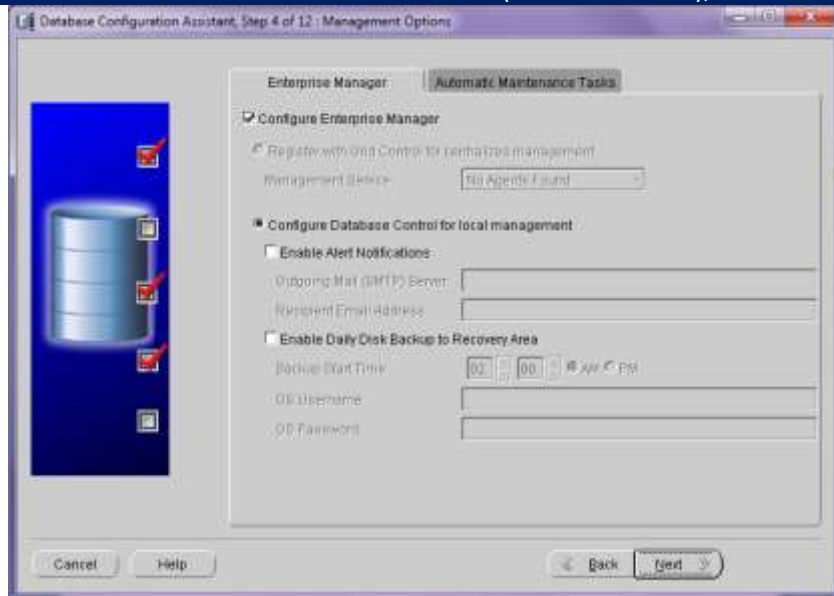 Database Configuration Assistant, Step 4 of 12 : Management Options
Enterprise Manager
Automatic Maintenance Tasks
Configure Enterprise Manager
Register with Grid Control for centralized management
Management Service
No Agents Found
Configure Database Control for local management
Enable Alert Notifications
Outgoing Mail (SMTP) Server
Recipient Email Address
Enable Daily Disk Backup to Recovery Area
Backup Start Time
02 00 AM PM
OS Username
OS Password
Cancel Help Back Next